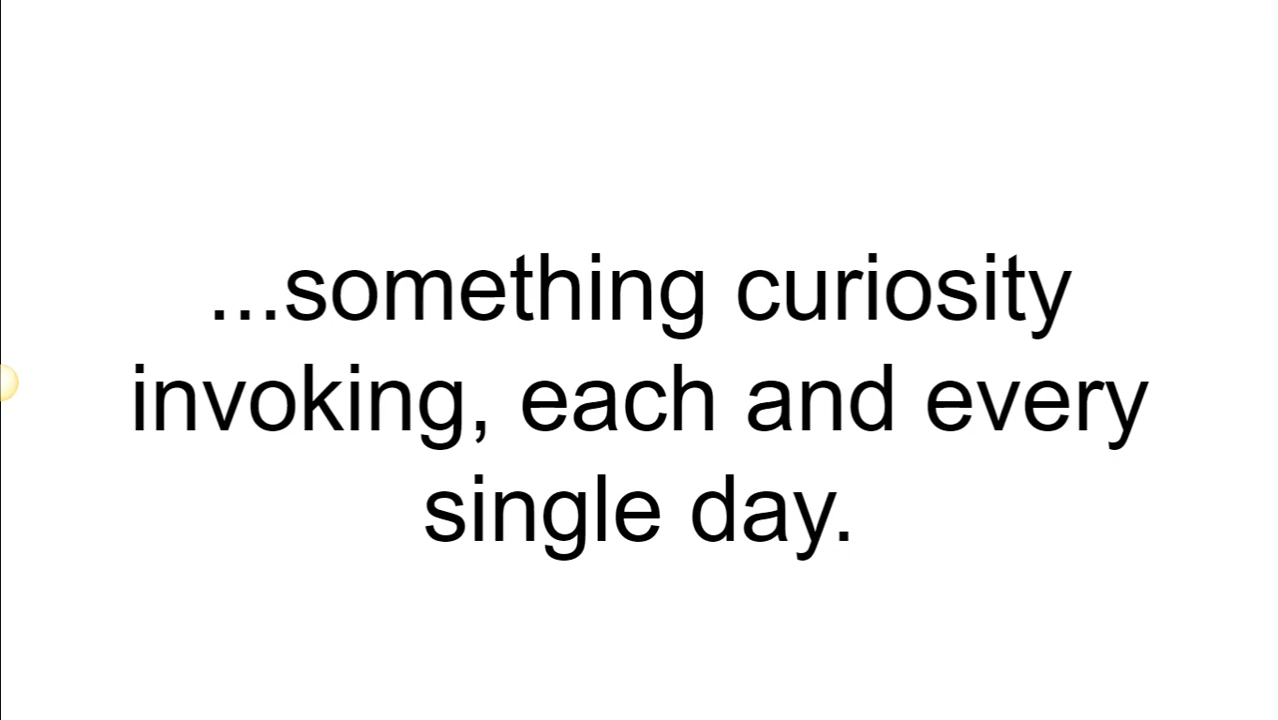 ...something curiosity
invoking, each and every
single day.